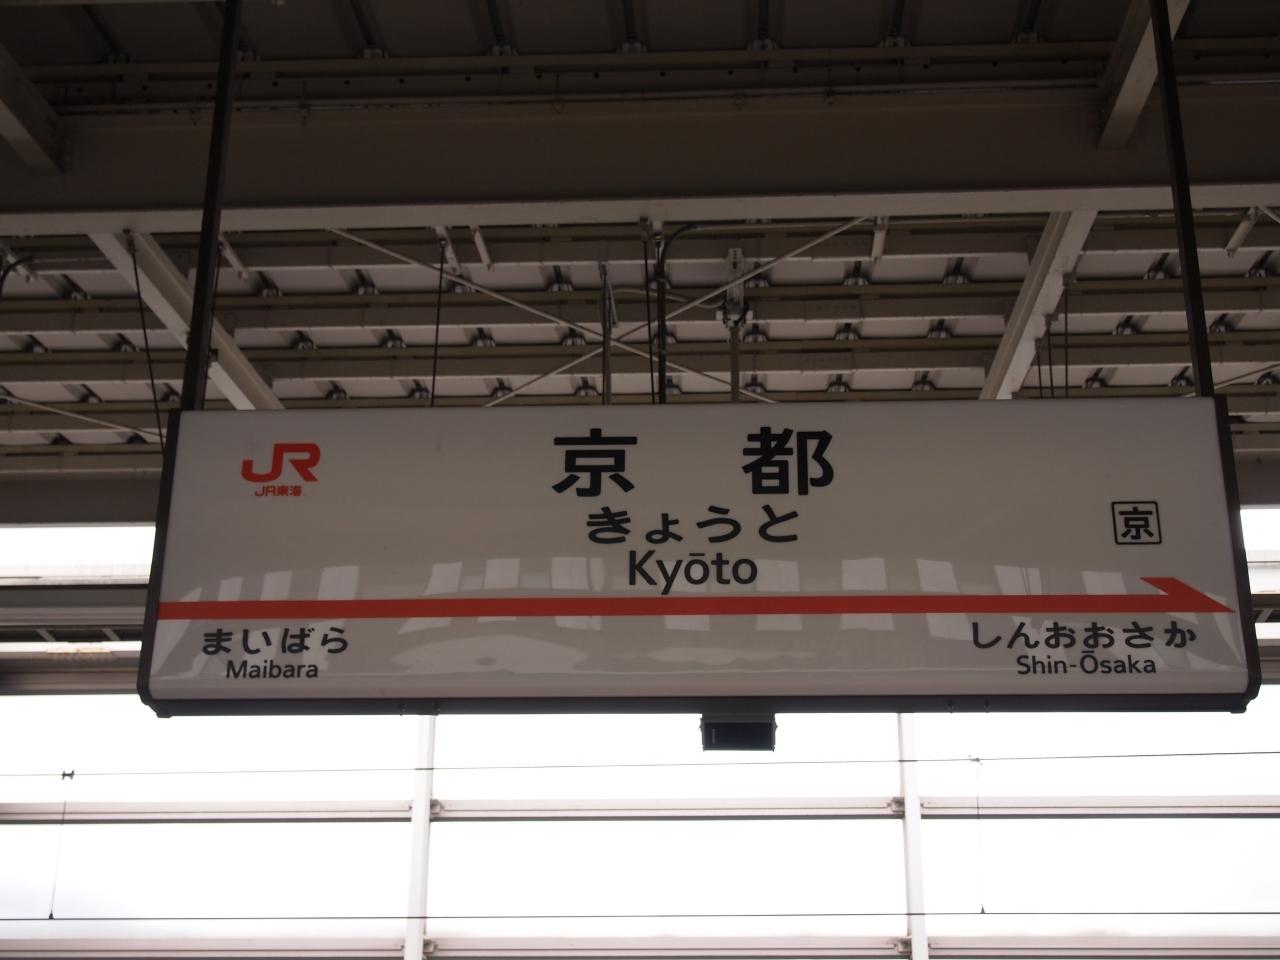 JR
JR東海
京都
きょうと
Kyōto
京
まいばら
Maibara
しんおおさか
Shin-Ōsaka